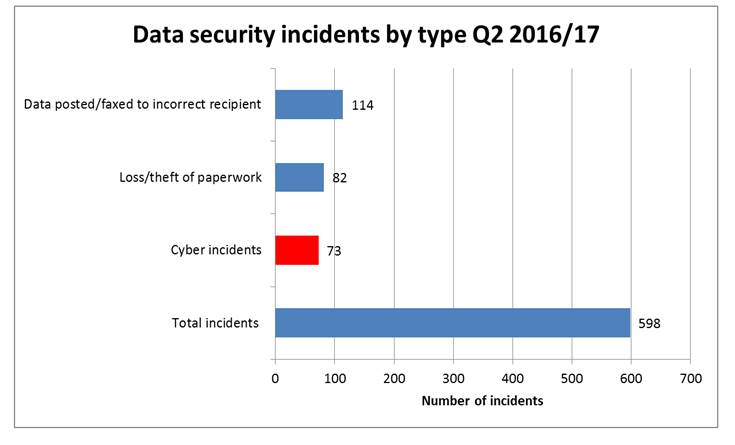 Data security incidents by type Q2 2016/17
Data posted/faxed to incorrect recipient 114
Loss/theft of paperwork 82
Cyber incidents 73
Total incidents 598
0 100 200 300 400 500 600 700
Number of incidents